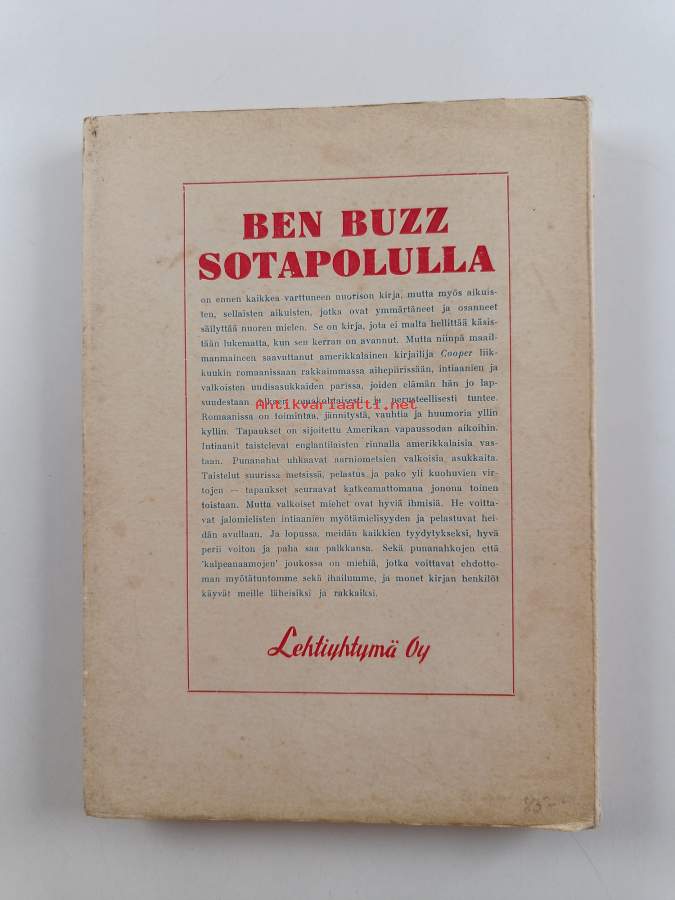 BEN BUZZ
SOTAPOLULLA
on ennen kaikkea varttuneen nuorison kirja, mutta myös aikuis-
ten, sellaisten aikuisten, jotka ovat ymmärtäneet ja osanneet
säilyttää nuoren mielen. Se on kirja, jota ei malta hellittää käsis-
tään lukematta, kun sen kerran on avannut. Mutta niinpä maail-
manmaineen saavuttanut amerikkalainen kirjailija Cooper liik-
kuukin romaanissaan rakkaimmassa aihepirissään, intiaanien ja
valkoisten uudisasukkaiden parissa, joiden elämän hän jo lap-
suudestaan alkaen omakohtaisesti ja perusteellisesti tuntee.
Antikvariaatti.net
Romaanissa on toimintaa, jännitystä, vauhtia ja huumoria yllin
kyllin. Tapaukset on sijoitettu Amerikan vapaussodan aikoihin.
Intiaanit taistelevat englantilaisten rinnalla amerikkalaisia vas-
taan. Punanahat uhkaavat aarniometsien valkoisia asukkaita.
Taistelut suurissa metsissä, pelastus ja pako yli kuohuvien vir-
tojen — tapaukset seuraavat katkeamattomana jonona toinen
toistaan. Mutta valkoiset miehet ovat hyviä ihmisiä. He voitta-
vat jalomielisten intiaanien myötämielisyyden ja pelastuvat hei-
dän avullaan. Ja lopussa, meidän kaikkien tyydytykseksi, hyvä
perii voiton ja paha saa palkkansa. Sekä punanahkojen että
'kalpeanaamojen' joukossa on miehiä, jotka voittavat ehdotto-
man myötätuntomme sekä ihailumme, ja monet kirjan henkilöt
käyvät meille läheisiksi ja rakkaiksi.
Lehtiyhtymä Oy